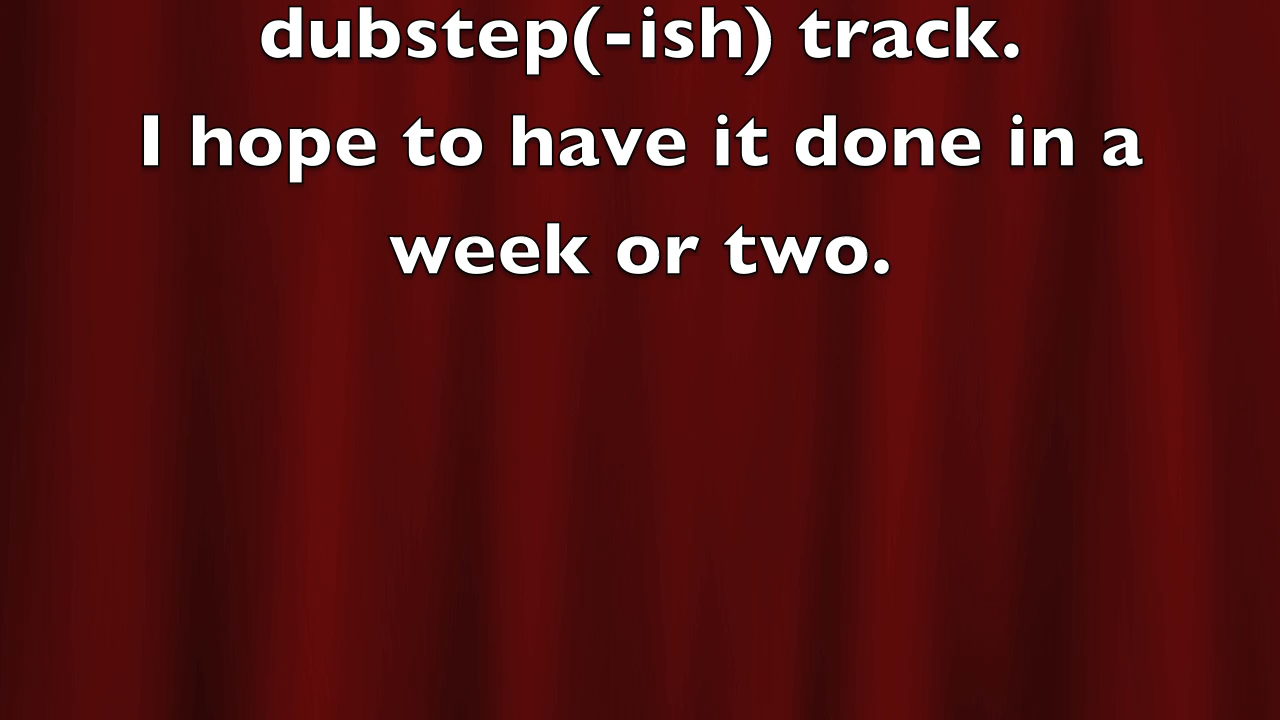 dubstep(-ish) track.
I hope to have it done in a
week or two.